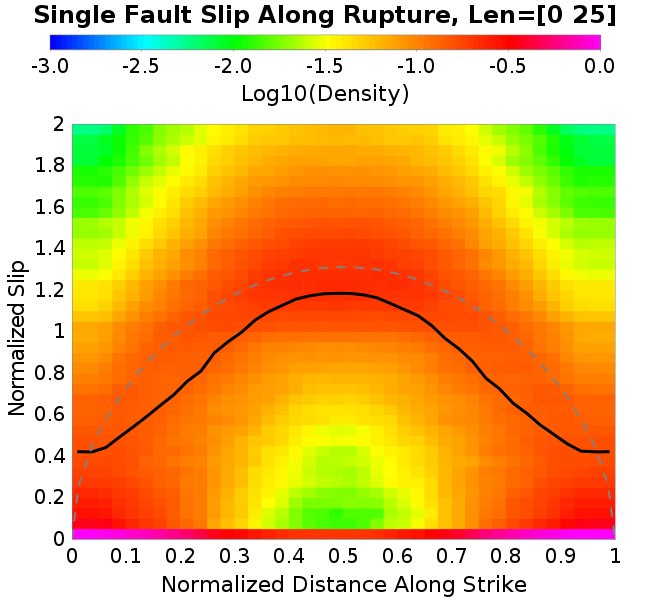 Single Fault Slip Along Rupture, Len=[0 25]
-3.0 -2.5 -2.0 -1.5 -1.0 -0.5 0.0
Log10(Density)
2
1.8
1.6
1.4
1.2
1
0.8
0.6
0.4
0.2
0
Normalized Slip
0 0.1 0.2 0.3 0.4 0.5 0.6 0.7 0.8 0.9 1
Normalized Distance Along Strike